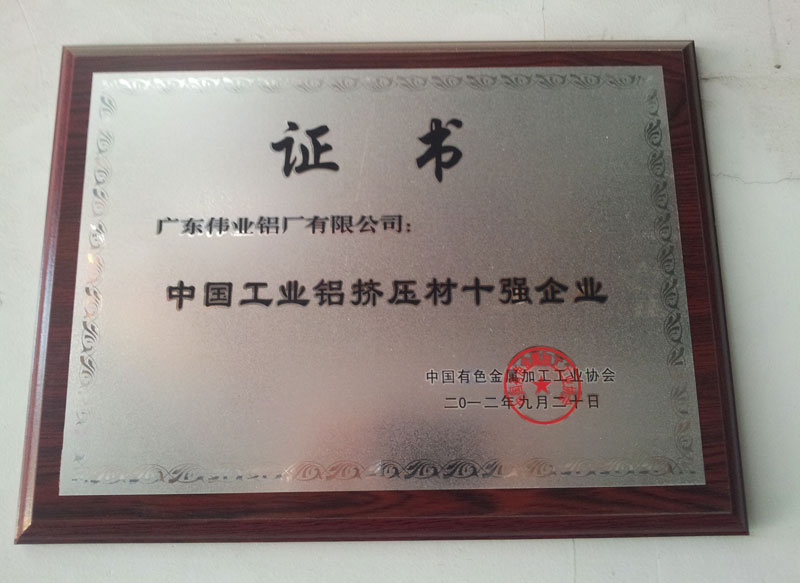 证 书
广东伟业铝厂有限公司：
中国工业铝挤压材十强企业
中国有色金属加工工业协会
二〇一二年九月二十日